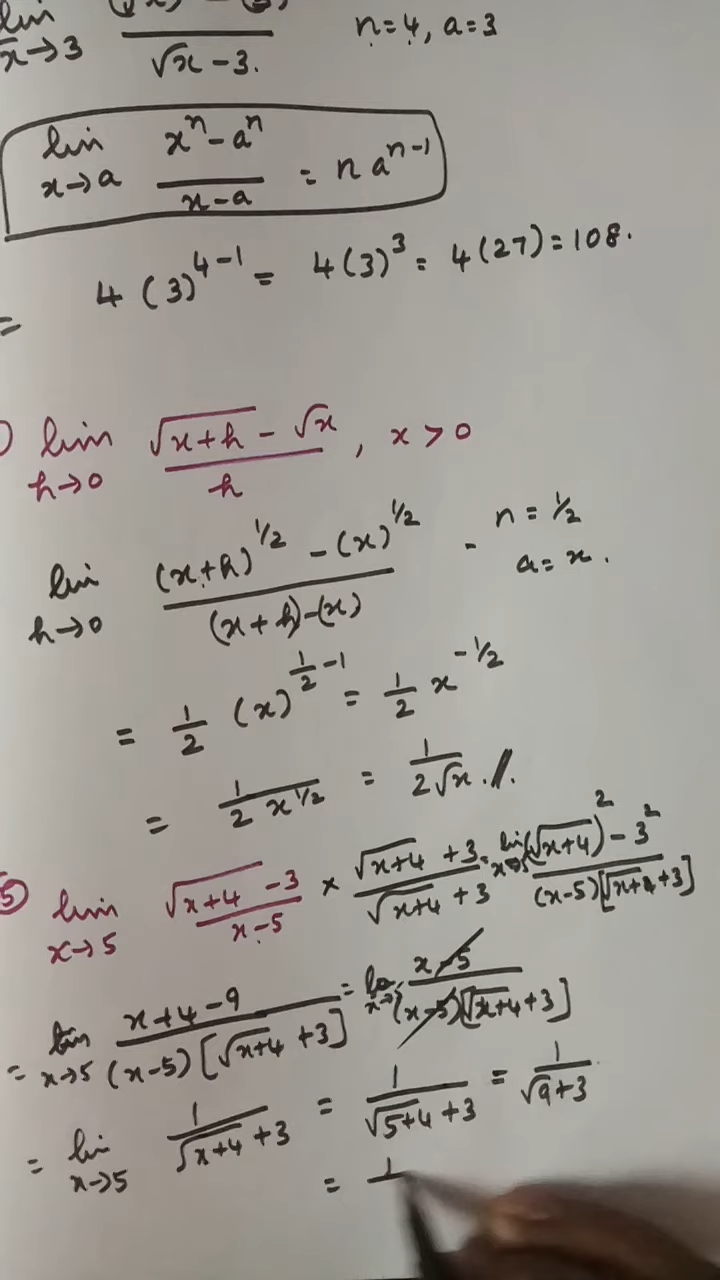 lim x→3 √x - 3. n=4, a=3
lim x→a (xⁿ - aⁿ)/(x-a) = n aⁿ⁻¹
= 4(3)⁴⁻¹ = 4(3)³ = 4(27) = 108.
) lim h→0 (√(x+h) - √x)/h , x > 0
lim h→0 ((x+h)^(1/2) - (x)^(1/2))/((x+h)-(x)) - n = 1/2
a = x.
= 1/2 (x)^(1/2 - 1) = 1/2 x^(-1/2)
= 1/(2 x^(1/2)) = 1/(2√x) .//.
5) lim x→5 (√(x+4) - 3)/(x-5) × (√(x+4) + 3)/(√(x+4) + 3) = lim x→5 ((√(x+4))² - 3²)/((x-5)[√(x+4) + 3])
= lim x→5 (x+4-9)/((x-5)[√(x+4) + 3]) = lim x→5 (x-5)/((x-5)[√(x+4) + 3])
= lim x→5 1/(√(x+4) + 3) = 1/(√(5+4) + 3) = 1/(√9 + 3)
= 1